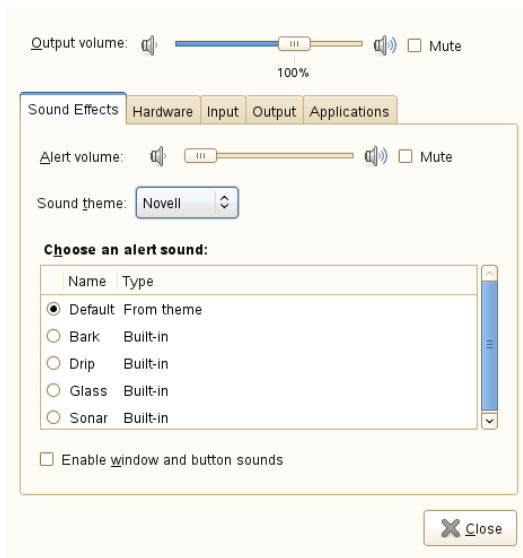 Output volume: Mute
100%
Sound Effects Hardware Input Output Applications
Alert volume: Mute
Sound theme: Novell
Choose an alert sound:
Name Type
Default From theme
Bark Built-in
Drip Built-in
Glass Built-in
Sonar Built-in
Enable window and button sounds
Close